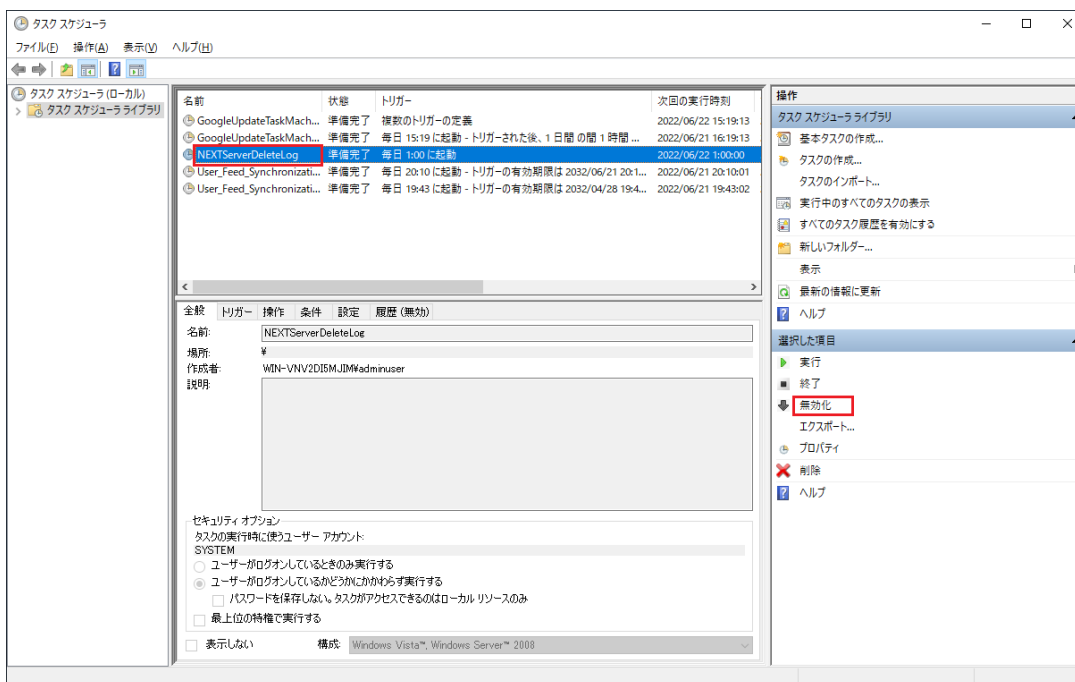 タスク スケジューラ
ファイル(F) 操作(A) 表示(V) ヘルプ(H)
タスク スケジューラ (ローカル)
タスク スケジューラ ライブラリ
名前 状態 トリガー 次回の実行時刻
GoogleUpdateTaskMach... 準備完了 複数のトリガーの定義 2022/06/22 15:19:13
GoogleUpdateTaskMach... 準備完了 毎日 15:19 に起動 - トリガーされた後、1 日間 の間 1 時間 ... 2022/06/21 16:19:13
NEXTServerDeleteLog 準備完了 毎日 1:00 に起動 2022/06/22 1:00:00
User_Feed_Synchronizati... 準備完了 毎日 20:10 に起動 - トリガーの有効期限は 2032/06/21 20:1... 2022/06/21 20:10:01
User_Feed_Synchronizati... 準備完了 毎日 19:43 に起動 - トリガーの有効期限は 2032/04/28 19:4... 2022/06/21 19:43:02
全般 トリガー 操作 条件 設定 履歴 (無効)
名前: NEXTServerDeleteLog
場所: ¥
作成者: WIN-VNV2DI5MJIM¥adminuser
説明:
セキュリティ オプション
タスクの実行時に使うユーザー アカウント:
SYSTEM
ユーザーがログオンしているときのみ実行する
ユーザーがログオンしているかどうかにかかわらず実行する
パスワードを保存しない。タスクがアクセスできるのはローカル リソースのみ
最上位の特権で実行する
表示しない 構成: Windows Vista™, Windows Server™ 2008
操作
タスク スケジューラ ライブラリ
基本タスクの作成...
タスクの作成...
タスクのインポート...
実行中のすべてのタスクの表示
すべてのタスク履歴を有効にする
新しいフォルダー...
表示
最新の情報に更新
ヘルプ
選択した項目
実行
終了
無効化
エクスポート...
プロパティ
削除
ヘルプ